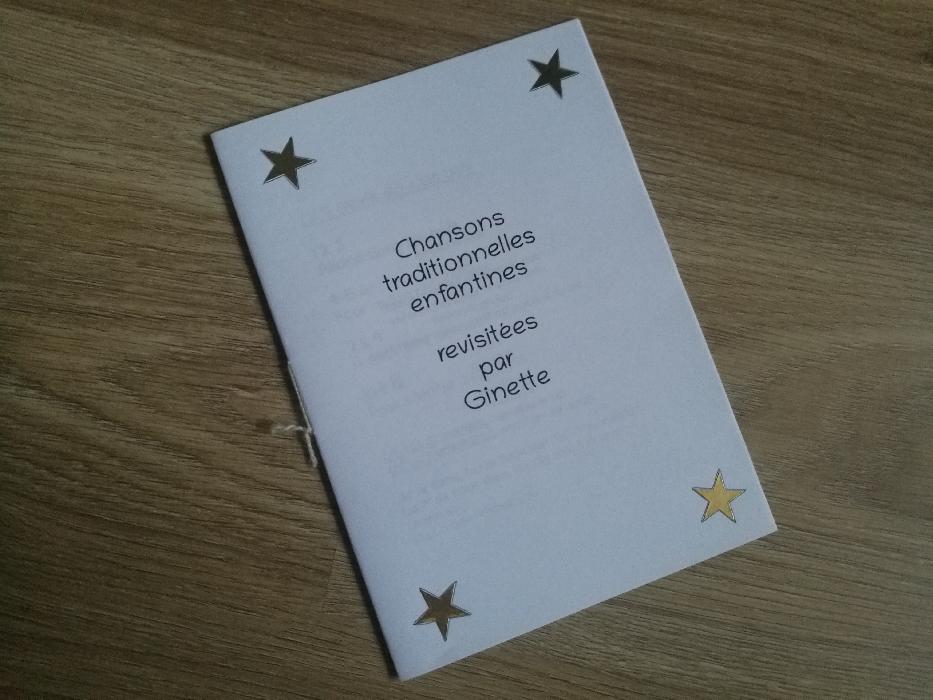 Chansons
traditionnelles
enfantines
revisitées
par
Ginette